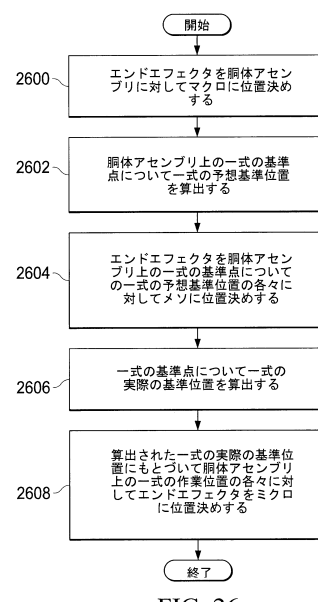 開始
2600
エンドエフェクタを胴体アセン
ブリに対してマクロに位置決め
する
2602
胴体アセンブリ上の一式の基準
点について一式の予想基準位置
を算出する
2604
エンドエフェクタを胴体アセン
ブリ上の一式の基準点について
の一式の予想基準位置の各々に
対してメソに位置決めする
2606
一式の基準点について一式の
実際の基準位置を算出する
2608
算出された一式の実際の基準位
置にもとづいて胴体アセンブリ
上の一式の作業位置の各々に対
してエンドエフェクタをミクロ
に位置決めする
終了
FIG. 26